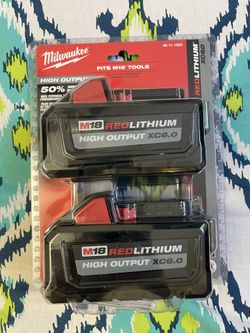 Milwaukee
FITS M18 TOOLS
REDLITHIUM
XC6.0
HIGH OUTPUT
50%
M18 REDLITHIUM
HIGH OUTPUT XC6.0
M18 REDLITHIUM
HIGH OUTPUT XC6.0